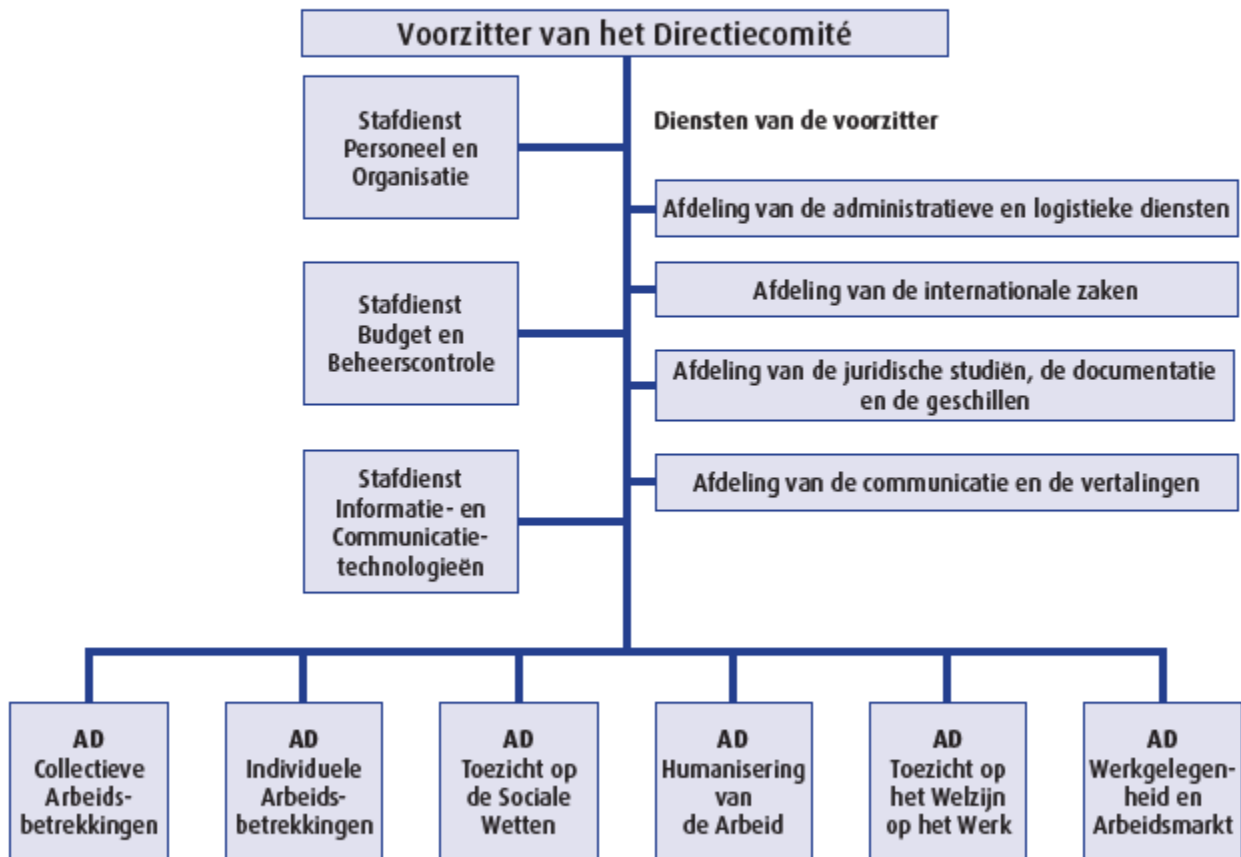 Voorzitter van het Directiecomité
Stafdienst
Personeel en
Organisatie
Diensten van de voorzitter
Afdeling van de administratieve en logistieke diensten
Stafdienst
Budget en
Beheerscontrole
Afdeling van de internationale zaken
Afdeling van de juridische studiën, de documentatie
en de geschillen
Stafdienst
Informatie- en
Communicatie-
technologieën
Afdeling van de communicatie en de vertalingen
AD
Collectieve
Arbeids-
betrekkingen
AD
Individuele
Arbeids-
betrekkingen
AD
Toezicht op
de Sociale
Wetten
AD
Humanisering
van
de Arbeid
AD
Toezicht op
het Welzijn
op het Werk
AD
Werkgelegen-
heid en
Arbeidsmarkt